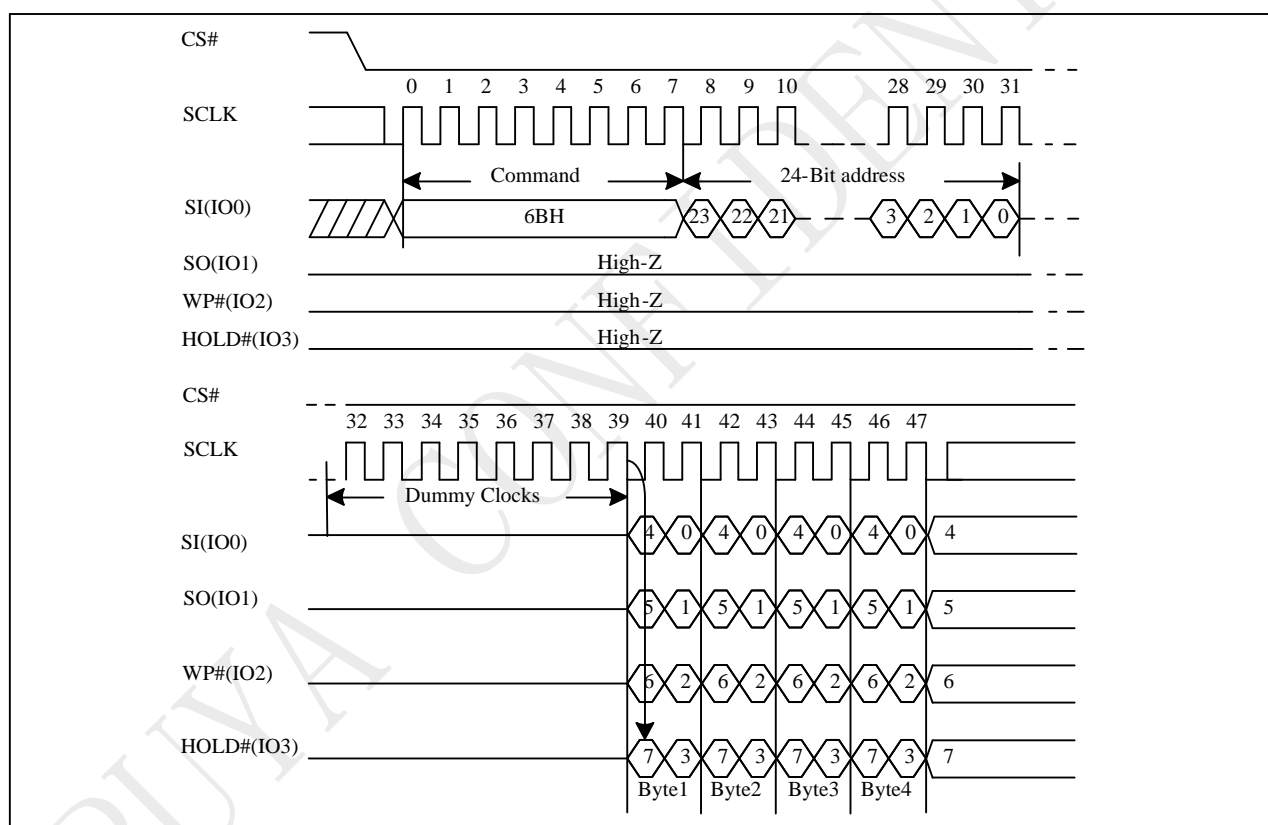 CS#
0 1 2 3 4 5 6 7 8 9 10 28 29 30 31
SCLK
Command 24-Bit address
SI(IO0) 6BH 23 22 21 3 2 1 0
SO(IO1) High-Z
WP#(IO2) High-Z
HOLD#(IO3) High-Z
CS#
32 33 34 35 36 37 38 39 40 41 42 43 44 45 46 47
SCLK
Dummy Clocks
SI(IO0) 4 0 4 0 4 0 4 0 4
SO(IO1) 5 1 5 1 5 1 5 1 5
WP#(IO2) 6 2 6 2 6 2 6 2 6
HOLD#(IO3) 7 3 7 3 7 3 7 3 7
Byte1 Byte2 Byte3 Byte4
PUYA CONFIDENT